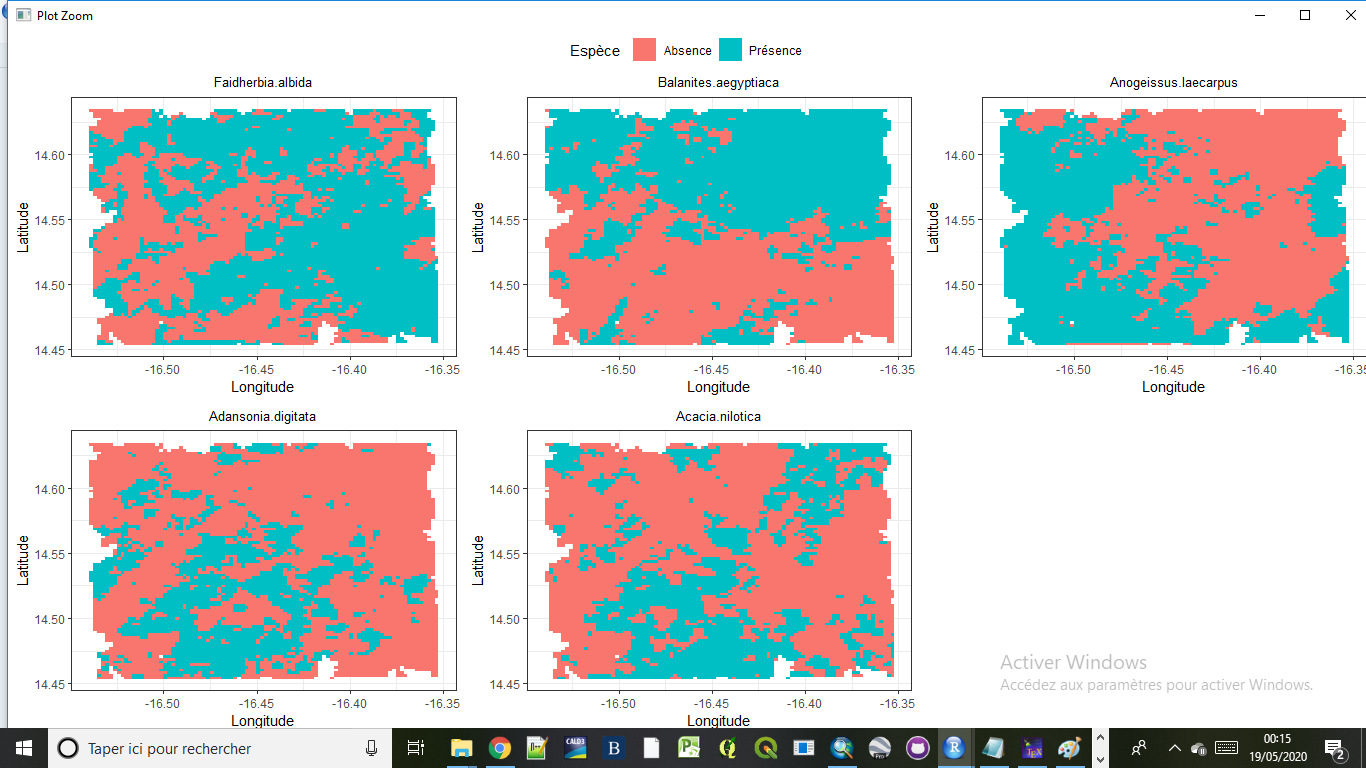 Plot Zoom
Espèce Absence Présence
Faidherbia.albida
Balanites.aegyptiaca
Anogeissus.laecarpus
Latitude
14.60
14.55
14.50
14.45
-16.50 -16.45 -16.40 -16.35
Longitude
Latitude
14.60
14.55
14.50
14.45
-16.50 -16.45 -16.40 -16.35
Longitude
Latitude
14.60
14.55
14.50
14.45
-16.50 -16.45 -16.40 -16.3
Longitude
Adansonia.digitata
Acacia.nilotica
Latitude
14.60
14.55
14.50
14.45
-16.50 -16.45 -16.40 -16.35
Longitude
Latitude
14.60
14.55
14.50
14.45
-16.50 -16.45 -16.40 -16.35
Longitude
Activer Windows
Accédez aux paramètres pour activer Windows.
Taper ici pour rechercher
CALD3
B
R
00:15
19/05/2020
2